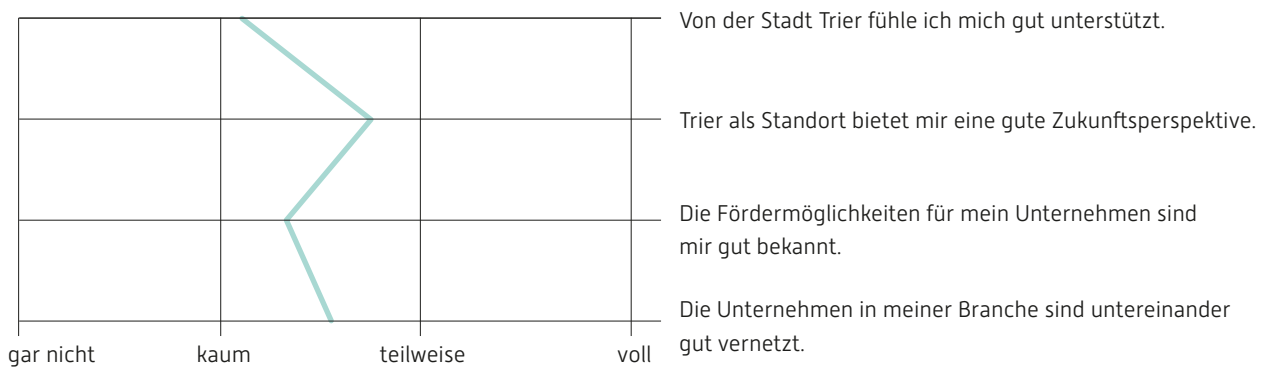 Von der Stadt Trier fühle ich mich gut unterstützt.
Trier als Standort bietet mir eine gute Zukunftsperspektive.
Die Fördermöglichkeiten für mein Unternehmen sind
mir gut bekannt.
Die Unternehmen in meiner Branche sind untereinander
gut vernetzt.
gar nicht kaum teilweise voll